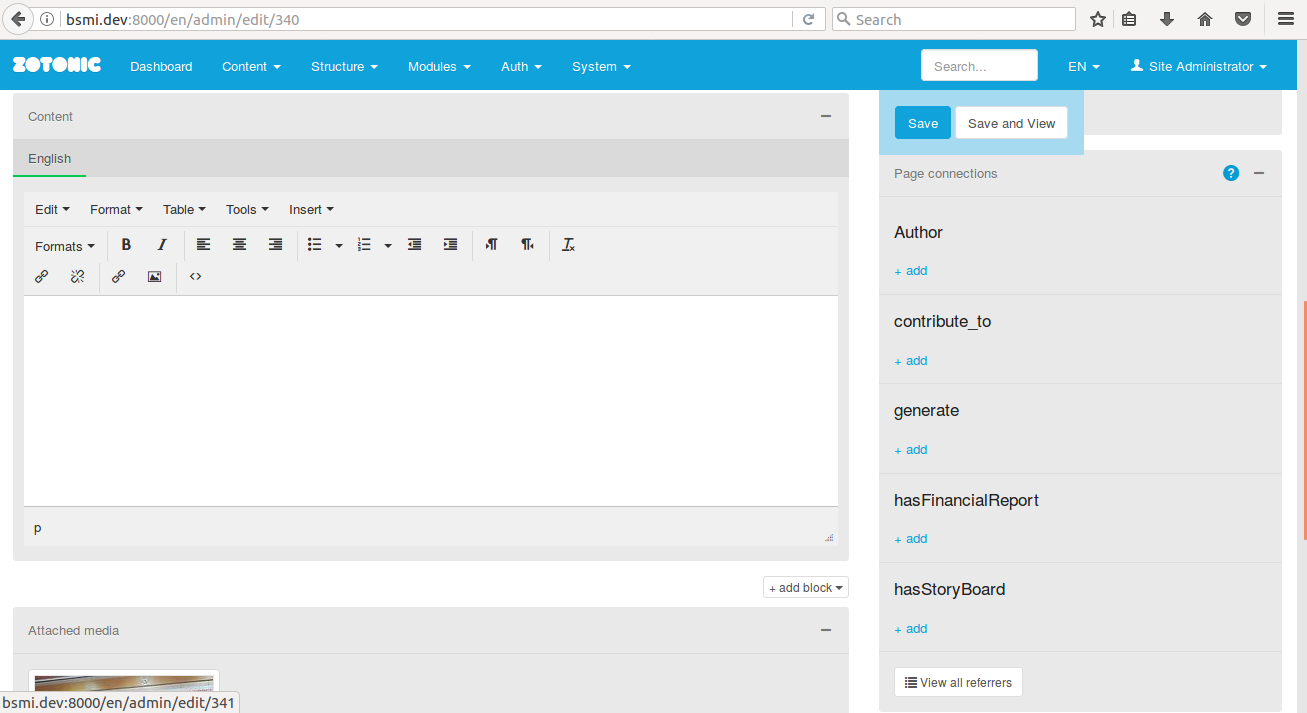 bsmi.dev:8000/en/admin/edit/340
Search
ZOTONIC Dashboard Content Structure Modules Auth System Search... EN Site Administrator
Content
English
Edit Format Table Tools Insert
Formats B I
p
+ add block
Attached media
bsmi.dev:8000/en/admin/edit/341
Save Save and View
Page connections ?
Author
+ add
contribute_to
+ add
generate
+ add
hasFinancialReport
+ add
hasStoryBoard
+ add
View all referrers